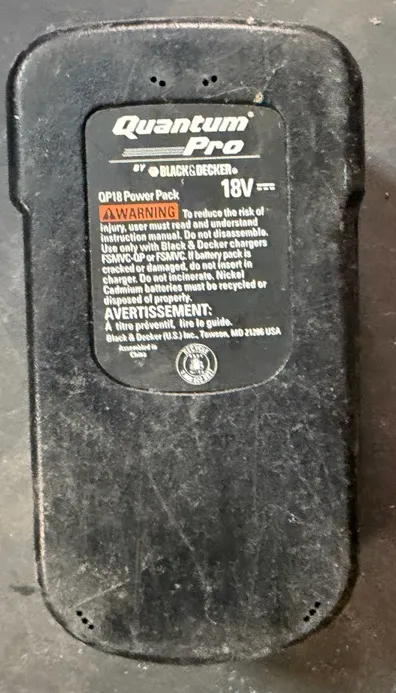 Quantum®
Pro
BY BLACK&DECKER®
QP18 Power Pack 18V
WARNING To reduce the risk of
injury, user must read and understand
instruction manual. Do not disassemble.
Use only with Black & Decker chargers
FSMVC-QP or FSMVC. If battery pack is
cracked or damaged, do not insert in
charger. Do not incinerate. Nickel
Cadmium batteries must be recycled or
disposed of properly.
AVERTISSEMENT:
A titre préventif, lire le guide.
Black & Decker (U.S.) Inc., Towson, MD 21286 USA
Assembled in
China